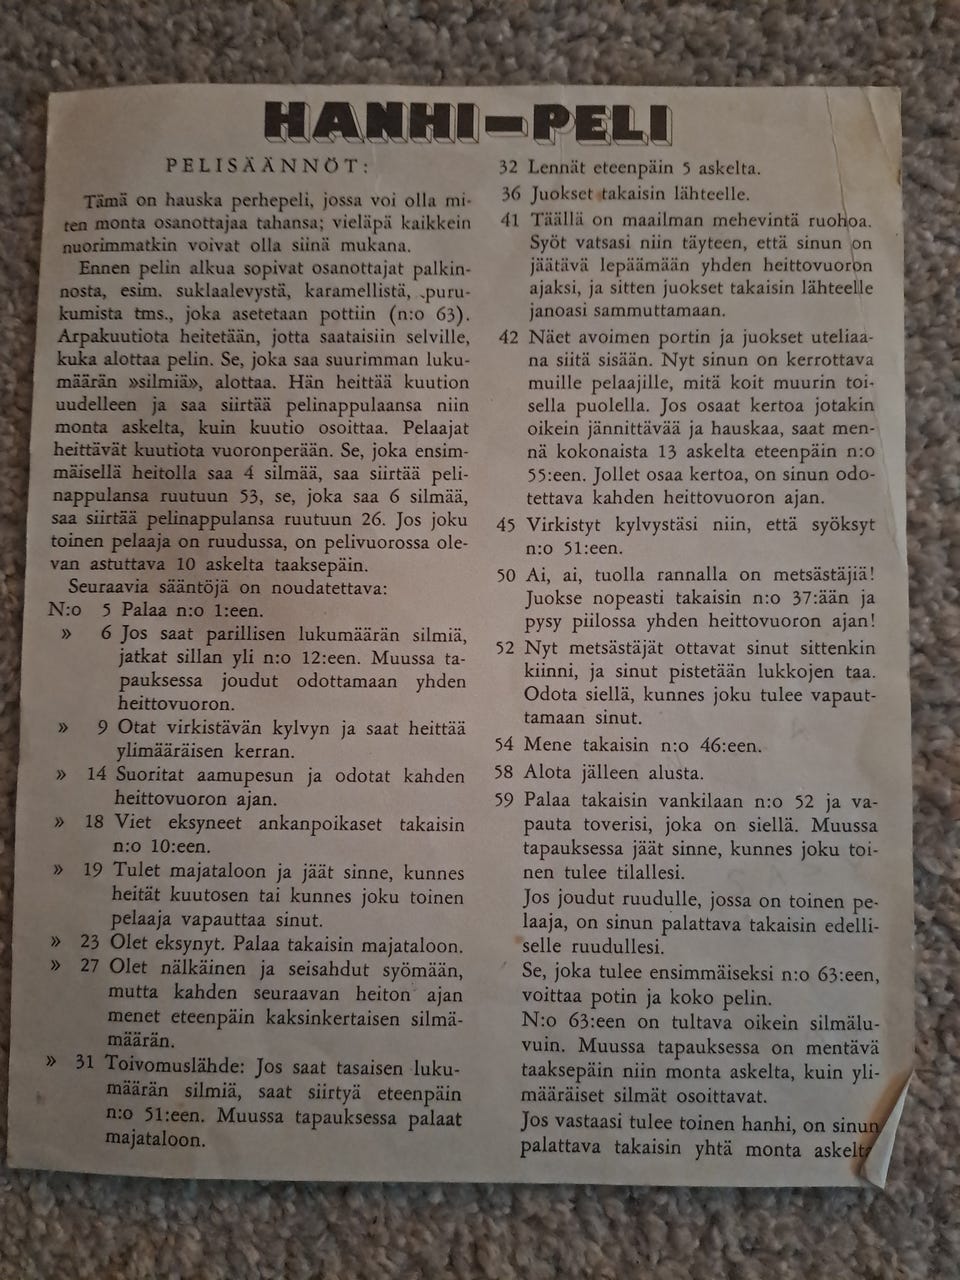 HANHI-PELI
PELISÄÄNNÖT:
Tämä on hauska perhepeli, jossa voi olla mi-
ten monta osanottajaa tahansa; vieläpä kaikkein
nuorimmatkin voivat olla siinä mukana.
Ennen pelin alkua sopivat osanottajat palkin-
nosta, esim. suklaalevystä, karamellistä, puru-
kumista tms., joka asetetaan pottiin (n:o 63).
Arpakuutiota heitetään, jotta saataisiin selville,
kuka alottaa pelin. Se, joka saa suurimman luku-
määrän »silmiä», alottaa. Hän heittää kuution
uudelleen ja saa siirtää pelinappulaansa niin
monta askelta, kuin kuutio osoittaa. Pelaajat
heittävät kuutiota vuoronperään. Se, joka ensim-
mäisellä heitolla saa 4 silmää, saa siirtää peli-
nappulansa ruutuun 53, se, joka saa 6 silmää,
saa siirtää pelinappulansa ruutuun 26. Jos joku
toinen pelaaja on ruudussa, on pelivuorossa ole-
van astuttava 10 askelta taaksepäin.
Seuraavia sääntöjä on noudatettava:
N:o 5 Palaa n:o 1:een.
» 6 Jos saat parillisen lukumäärän silmiä,
jatkat sillan yli n:o 12:een. Muussa ta-
pauksessa joudut odottamaan yhden
heittovuoron.
» 9 Otat virkistävän kylvyn ja saat heittää
ylimääräisen kerran.
» 14 Suoritat aamupesun ja odotat kahden
heittovuoron ajan.
» 18 Viet eksyneet ankanpoikaset takaisin
n:o 10:een.
» 19 Tulet majataloon ja jäät sinne, kunnes
heität kuutosen tai kunnes joku toinen
pelaaja vapauttaa sinut.
» 23 Olet eksynyt. Palaa takaisin majataloon.
» 27 Olet nälkäinen ja seisahdut syömään,
mutta kahden seuraavan heiton ajan
menet eteenpäin kaksinkertaisen silmä-
määrän.
» 31 Toivomuslähde: Jos saat tasaisen luku-
määrän silmiä, saat siirtyä eteenpäin
n:o 51:een. Muussa tapauksessa palaat
majataloon.
32 Lennät eteenpäin 5 askelta.
36 Juokset takaisin lähteelle.
41 Täällä on maailman mehevintä ruohoa.
Syöt vatsasi niin täyteen, että sinun on
jäätävä lepäämään yhden heittovuoron
ajaksi, ja sitten juokset takaisin lähteelle
janoasi sammuttamaan.
42 Näet avoimen portin ja juokset uteliaa-
na siitä sisään. Nyt sinun on kerrottava
muille pelaajille, mitä koit muurin toi-
sella puolella. Jos osaat kertoa jotakin
oikein jännittävää ja hauskaa, saat men-
nä kokonaista 13 askelta eteenpäin n:o
55:een. Jollet osaa kertoa, on sinun odo-
tettava kahden heittovuoron ajan.
45 Virkistyt kylvystäsi niin, että syöksyt
n:o 51:een.
50 Ai, ai, tuolla rannalla on metsästäjiä!
Juokse nopeasti takaisin n:o 37:ään ja
pysy piilossa yhden heittovuoron ajan!
52 Nyt metsästäjät ottavat sinut sittenkin
kiinni, ja sinut pistetään lukkojen taa.
Odota siellä, kunnes joku tulee vapaut-
tamaan sinut.
54 Mene takaisin n:o 46:een.
58 Alota jälleen alusta.
59 Palaa takaisin vankilaan n:o 52 ja va-
pauta toverisi, joka on siellä. Muussa
tapauksessa jäät sinne, kunnes joku toi-
nen tulee tilallesi.
Jos joudut ruudulle, jossa on toinen pe-
laaja, on sinun palattava takaisin edelli-
selle ruudullesi.
Se, joka tulee ensimmäiseksi n:o 63:een,
voittaa potin ja koko pelin.
N:o 63:een on tultava oikein silmälu-
vuin. Muussa tapauksessa on mentävä
taaksepäin niin monta askelta, kuin yli-
määräiset silmät osoittavat.
Jos vastaasi tulee toinen hanhi, on sinun
palattava takaisin yhtä monta askelta